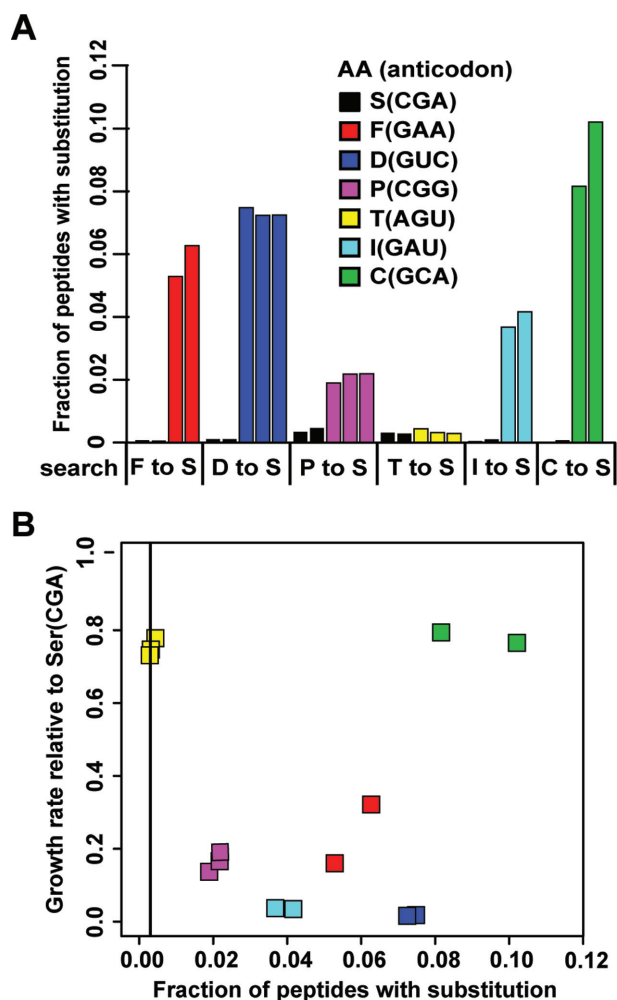 A
Fraction of peptides with substitution
0.12
0.10
0.08
0.06
0.04
0.02
0
AA (anticodon)
S(CGA)
F(GAA)
D(GUC)
P(CGG)
T(AGU)
I(GAU)
C(GCA)
search F to S D to S P to S T to S I to S C to S
B
Growth rate relative to Ser(CGA)
1.0
0.8
0.6
0.4
0.2
0.0
0.00 0.02 0.04 0.06 0.08 0.10 0.12
Fraction of peptides with substitution